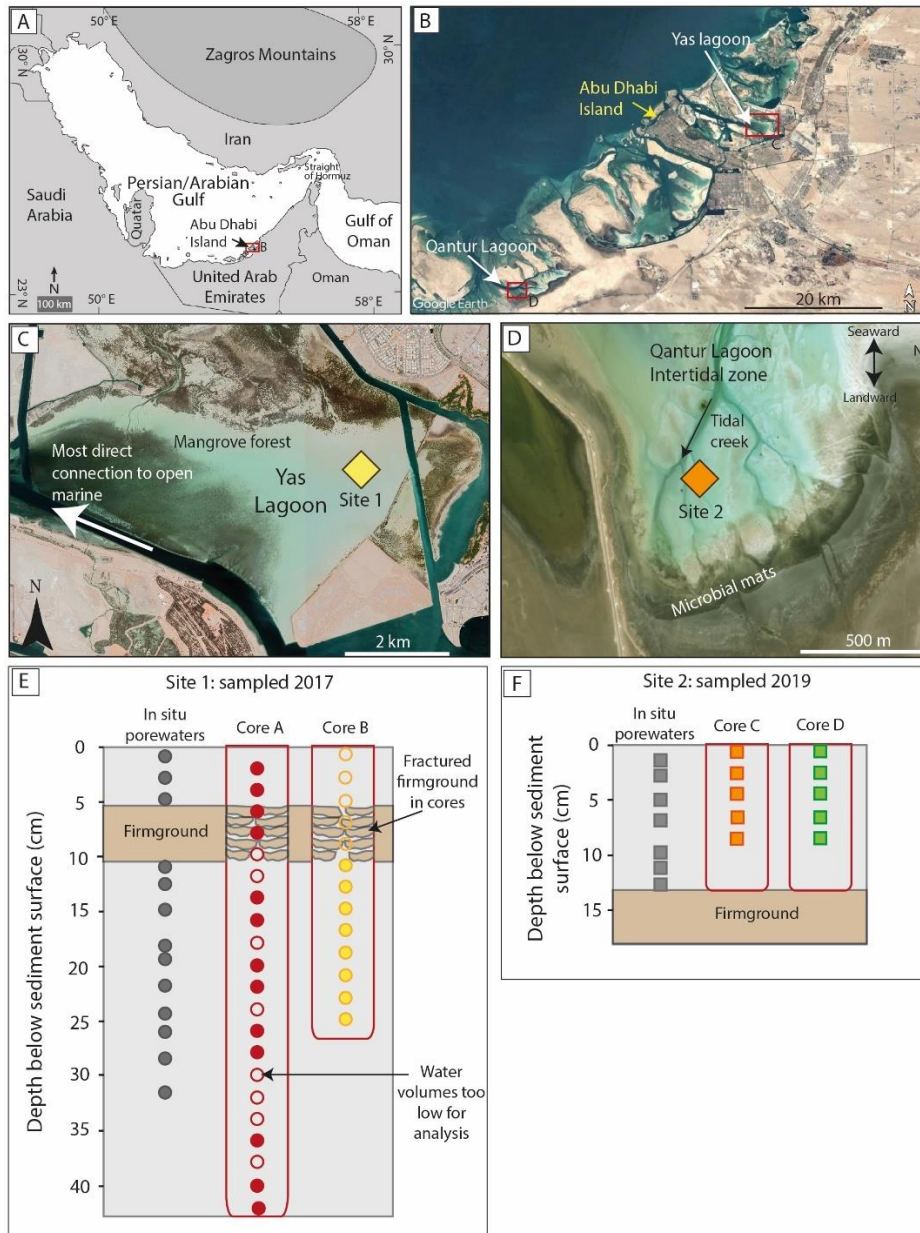 A
50°E
58°E
30°N
30°N
Zagros Mountains
Iran
Straight
of Hormuz
Saudi
Arabia
Persian/Arabian
Gulf
Quatar
Abu Dhabi
Island
B
Gulf of
Oman
United Arab
Emirates
Oman
N
100 km
23°N
50°E
58°E
23°N
B
Yas lagoon
Abu Dhabi
Island
C
Qantur Lagoon
D
Google Earth
20 km
N
C
Mangrove forest
Most direct
connection to open
marine
Yas
Lagoon
Site 1
N
2 km
D
Qantur Lagoon
Intertidal zone
Seaward
N
Landward
Tidal
creek
Site 2
Microbial mats
500 m
E
Site 1: sampled 2017
In situ
porewaters
Core A
Core B
Fractured
firmground
in cores
Firmground
Water
volumes too
low for
analysis
Depth below sediment surface (cm)
0
5
10
15
20
25
30
35
40
F
Site 2: sampled 2019
In situ
porewaters
Core C
Core D
Depth below sediment
surface (cm)
0
5
10
15
Firmground